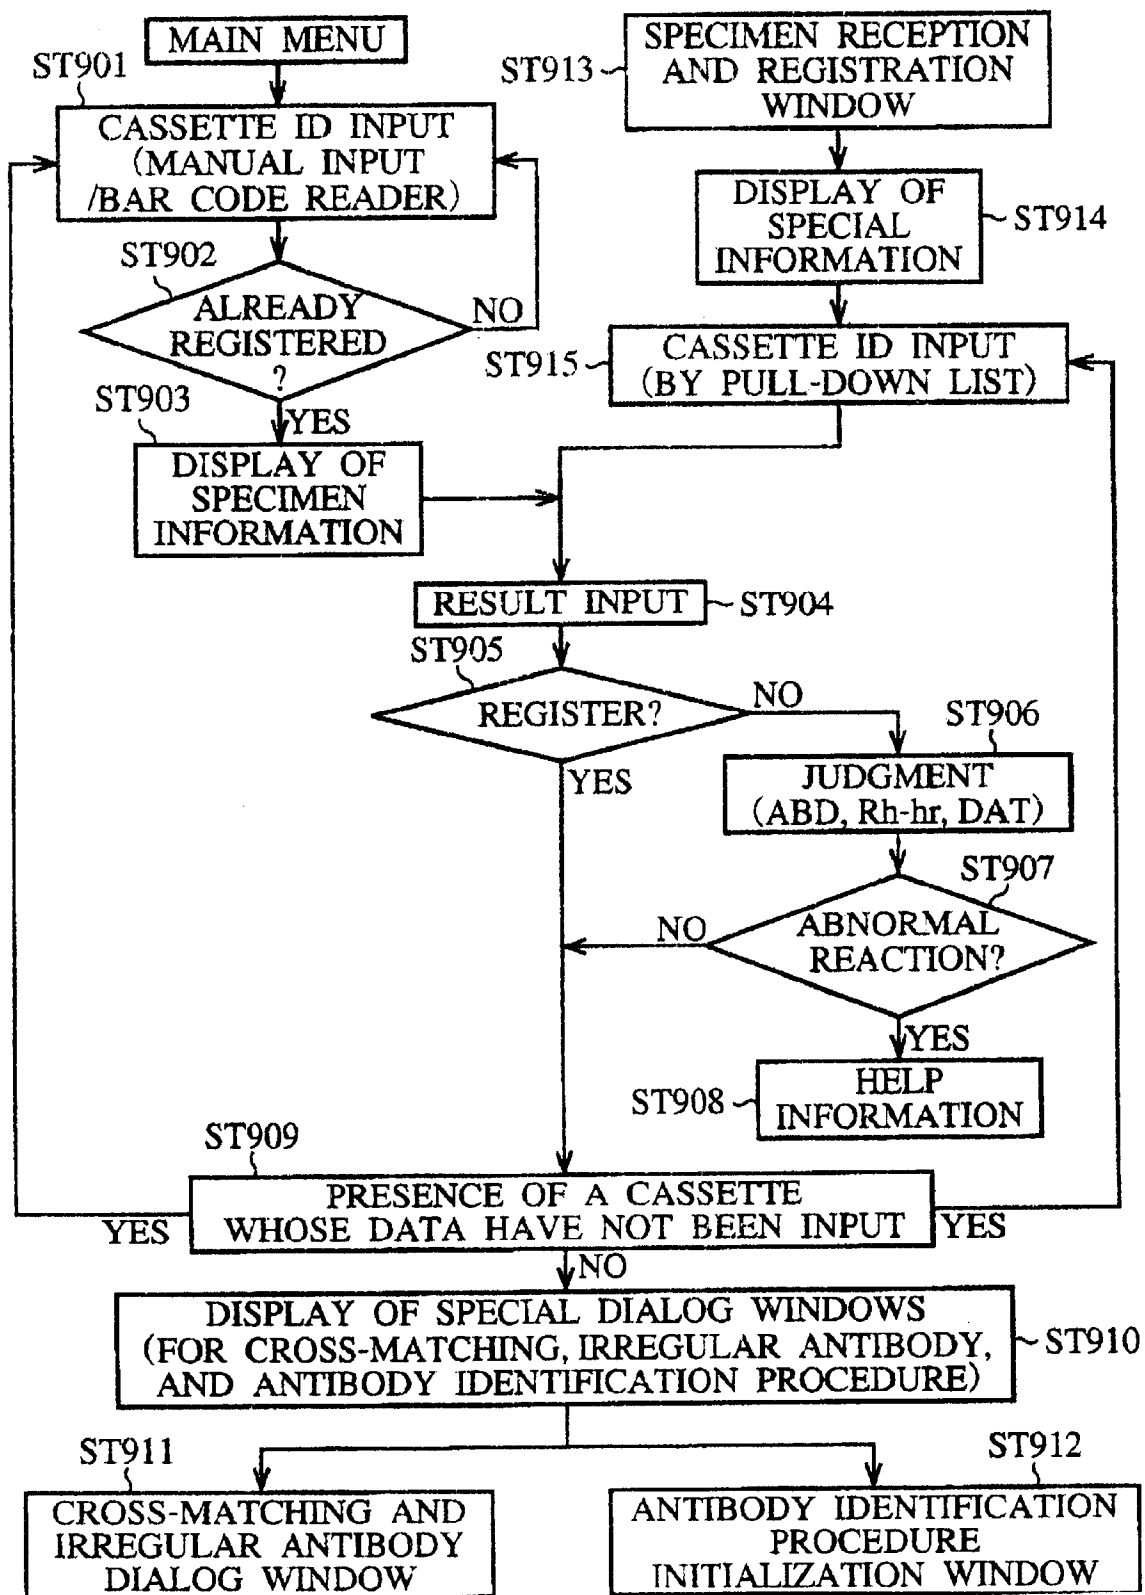 MAIN MENU
ST901
CASSETTE ID INPUT
(MANUAL INPUT
/BAR CODE READER)
ST902
ALREADY
REGISTERED
?
NO
YES
ST903
DISPLAY OF
SPECIMEN
INFORMATION
ST913
SPECIMEN RECEPTION
AND REGISTRATION
WINDOW
DISPLAY OF
SPECIAL
INFORMATION
ST914
ST915
CASSETTE ID INPUT
(BY PULL-DOWN LIST)
RESULT INPUT
ST904
ST905
REGISTER?
NO
YES
ST906
JUDGMENT
(ABD, Rh-hr, DAT)
ST907
ABNORMAL
REACTION?
NO
YES
ST908
HELP
INFORMATION
ST909
PRESENCE OF A CASSETTE
WHOSE DATA HAVE NOT BEEN INPUT
YES
YES
NO
DISPLAY OF SPECIAL DIALOG WINDOWS
(FOR CROSS-MATCHING, IRREGULAR ANTIBODY,
AND ANTIBODY IDENTIFICATION PROCEDURE)
ST910
ST911
CROSS-MATCHING AND
IRREGULAR ANTIBODY
DIALOG WINDOW
ST912
ANTIBODY IDENTIFICATION
PROCEDURE
INITIALIZATION WINDOW